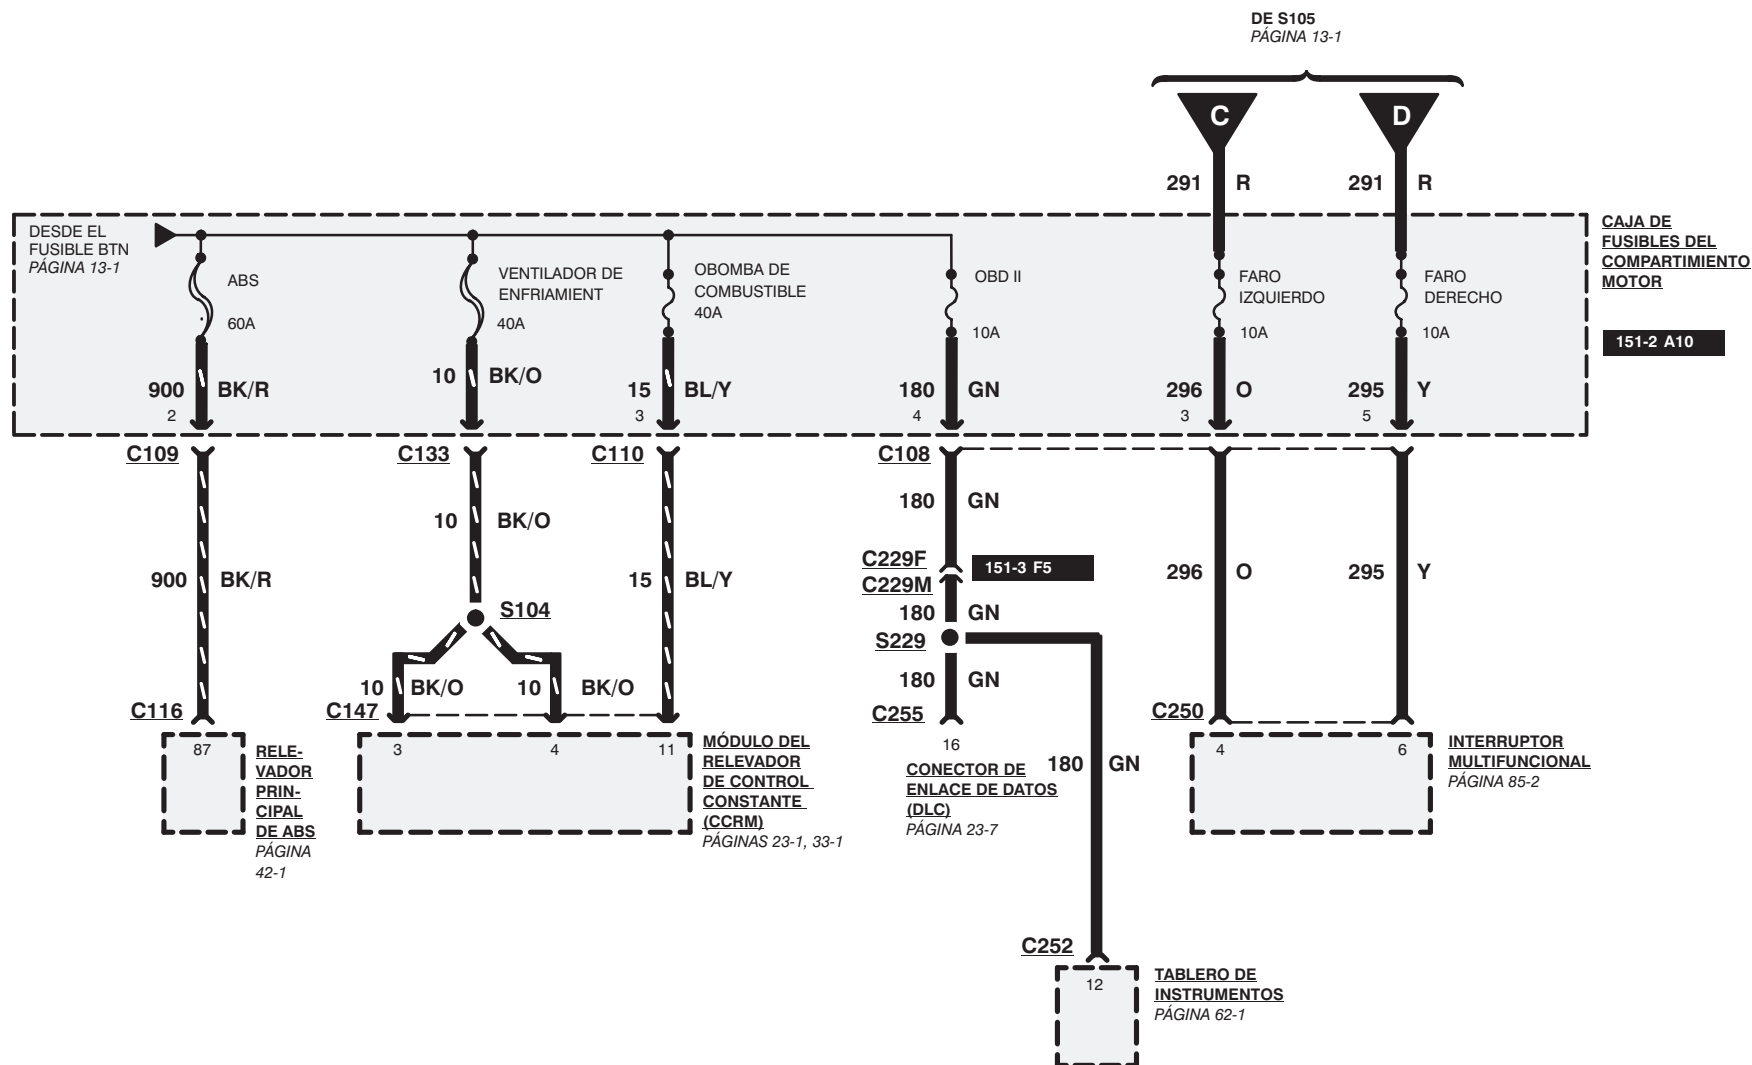 DE S105
PÁGINA 13-1
C
D
291 R
291 R
DESDE EL
FUSIBLE BTN
PÁGINA 13-1
ABS
60A
VENTILADOR DE
ENFRIAMIENT
40A
OBOMBA DE
COMBUSTIBLE
40A
OBD II
10A
FARO
IZQUIERDO
10A
FARO
DERECHO
10A
CAJA DE
FUSIBLES DEL
COMPARTIMIENTO
MOTOR
151-2 A10
900 BK/R
2
10 BK/O
15 BL/Y
3
180 GN
4
296 O
3
295 Y
5
C109
C133
C110
C108
10 BK/O
180 GN
900 BK/R
15 BL/Y
C229F
C229M
151-3 F5
296 O
295 Y
S104
180 GN
S229
10 BK/O
10 BK/O
180 GN
C116
C147
C255
C250
87
3
4
11
16
4
6
RELE-
VADOR
PRIN-
CIPAL
DE ABS
PÁGINA
42-1
MÓDULO DEL
RELEVADOR
DE CONTROL
CONSTANTE
(CCRM)
PÁGINAS 23-1, 33-1
CONECTOR DE
ENLACE DE DATOS
(DLC)
PÁGINA 23-7
180 GN
INTERRUPTOR
MULTIFUNCIONAL
PÁGINA 85-2
C252
12
TABLERO DE
INSTRUMENTOS
PÁGINA 62-1